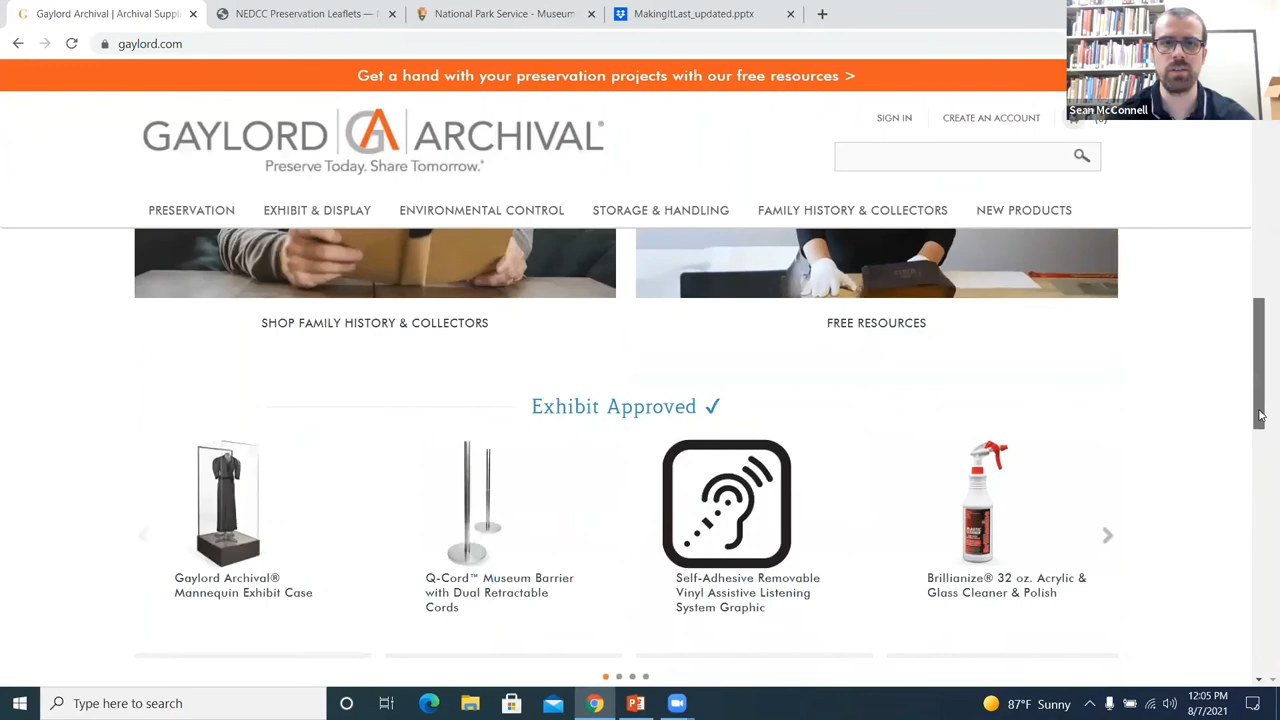 Gaylord Archival | Archival Suppl
NEDCC Preservation Leaflets —
National Park Service - Museum
MakingItLast_updated.pptx
gaylord.com
Get a hand with your preservation projects with our free resources >
Sean McConnell
GAYLORD ARCHIVAL®
Preserve Today. Share Tomorrow.®
SIGN IN
CREATE AN ACCOUNT
PRESERVATION
EXHIBIT & DISPLAY
ENVIRONMENTAL CONTROL
STORAGE & HANDLING
FAMILY HISTORY & COLLECTORS
NEW PRODUCTS
SHOP FAMILY HISTORY & COLLECTORS
FREE RESOURCES
Exhibit Approved ✓
Gaylord Archival®
Mannequin Exhibit Case
Q-Cord™ Museum Barrier
with Dual Retractable
Cords
Self-Adhesive Removable
Vinyl Assistive Listening
System Graphic
Brillianize® 32 oz. Acrylic &
Glass Cleaner & Polish
Type here to search
87°F Sunny
12:05 PM
8/7/2021